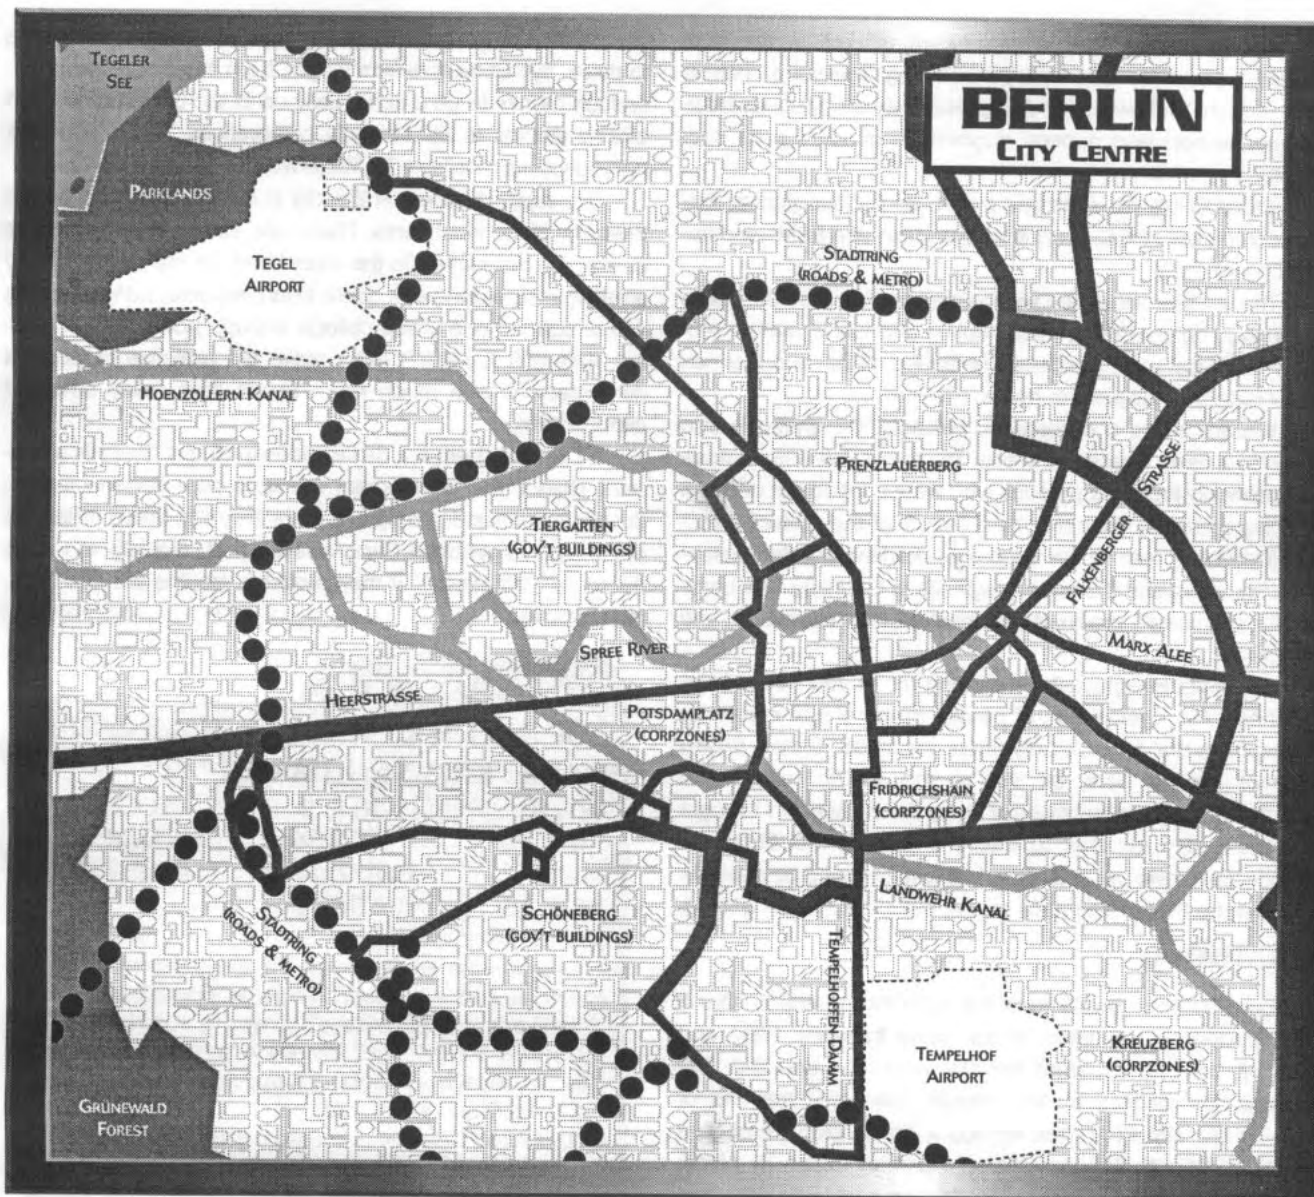 TEGELER
SEE
BERLIN
CITY CENTRE
PARKLANDS
TEGEL
AIRPORT
STADTRING
(ROADS & METRO)
HOENZOLLERN KANAL
PRENZLAUERBERG
FALKENBERGER STRASSE
TIERGARTEN
(GOV'T BUILDINGS)
SPREE RIVER
MARX ALEE
HEERSTRASSE
POTSDAMPLATZ
(CORPZONES)
FRIDRICHSHAIN
(CORPZONES)
LANDWEHR KANAL
STADTRING
(ROADS & METRO)
SCHÖNEBERG
(GOV'T BUILDINGS)
TEMPELHOFFEN DAMM
TEMPELHOF
AIRPORT
KREUZBERG
(CORPZONES)
GRÜNEWALD
FOREST